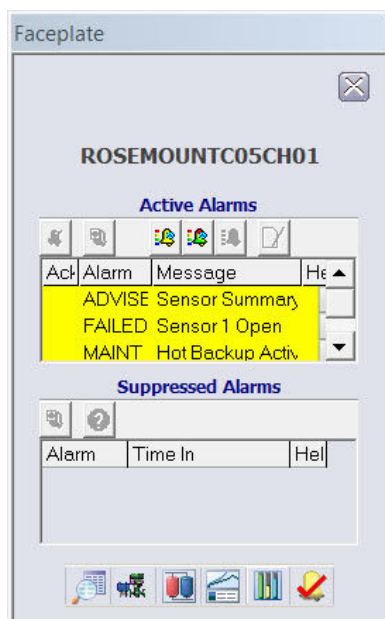 Faceplate
ROSEMOUNTC05CH01
Active Alarms
Ack Alarm Message He
ADVISE Sensor Summary
FAILED Sensor 1 Open
MAINT Hot Backup Activ
Suppressed Alarms
Alarm Time In Hel